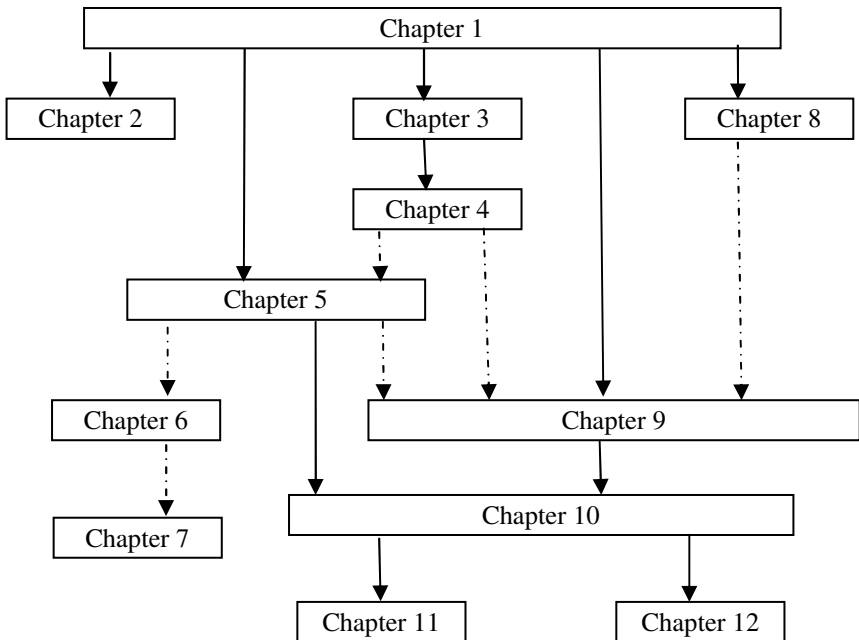 Chapter 1
Chapter 2
Chapter 3
Chapter 8
Chapter 4
Chapter 5
Chapter 6
Chapter 9
Chapter 10
Chapter 7
Chapter 11
Chapter 12